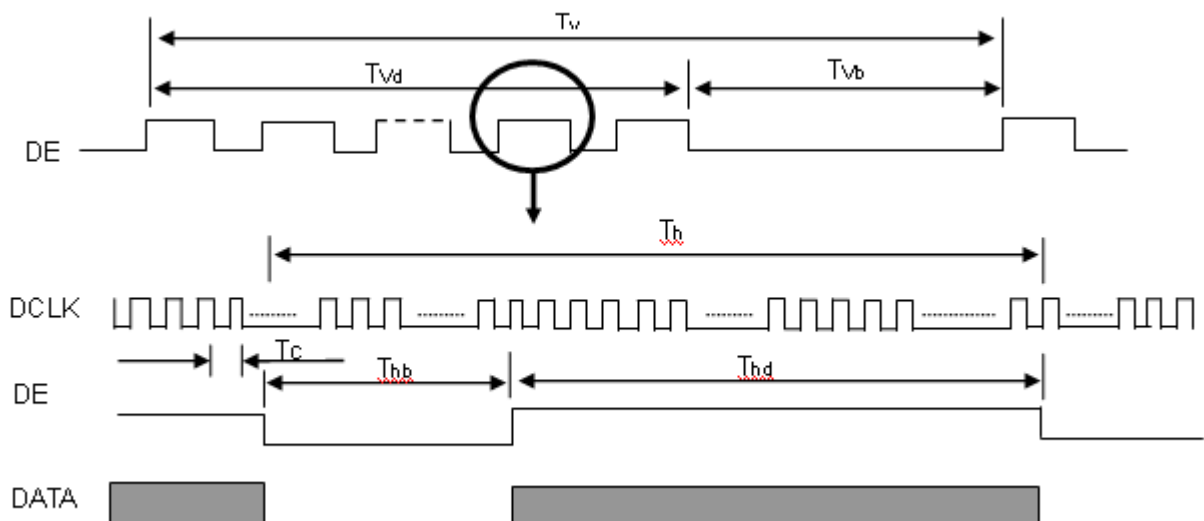 Tv
Tvd
Tvb
DE
Th
DCLK
Tc
Thb
Thd
DE
DATA